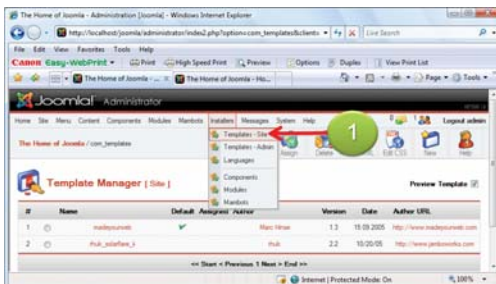 The Home of Joomla - Administration [Joomla] - Windows Internet Explorer
http://localhost/joomla/administrator/index2.php?option=com_templates&client=
Live Search
File Edit View Favorites Tools Help
Canon Easy-WebPrint Print High Speed Print Preview Options Duplex View Print List
The Home of Joomla - ... The Home of Joomla - Ho... Page Tools
Joomla! Administrator
Home Site Menu Content Components Modules Mambots Installers Messages System Help Logout admin
The Home of Joomla / com_templates
Templates - Site
Templates - Admin
Languages
Components
Modules
Mambots
1
Assign Delete Edit CSS New Help
Template Manager [ Site ] Preview Template
# Name Default Assigned Author Version Date Author URL
1 madeyourweb Marc Hinse 1.3 15.09.2005 http://www.madeyourweb.com
2 rhuk_solarflare_ii rhuk 2.2 10/20/05 http://www.jenkoworks.com
<< Start < Previous 1 Next > End >>
Internet | Protected Mode: On 100%